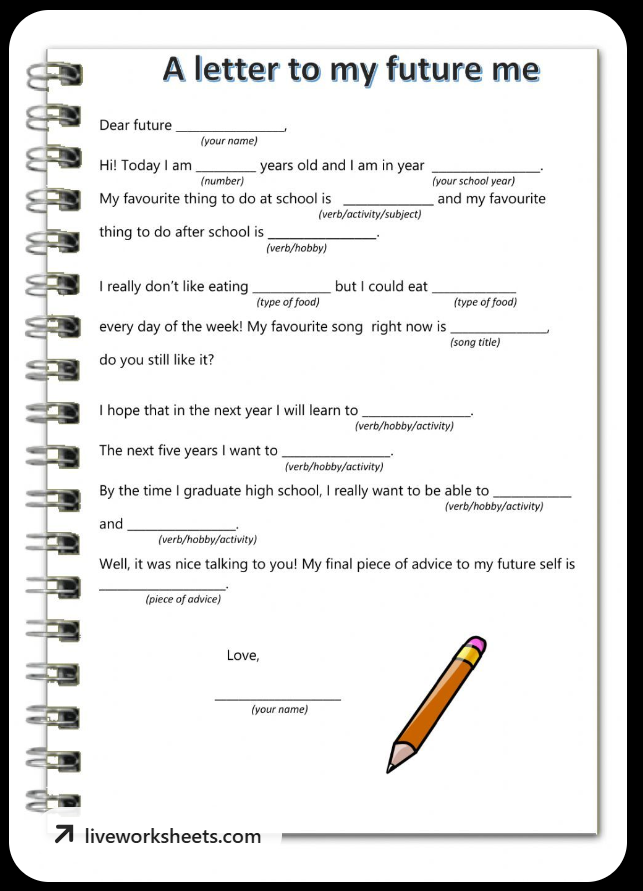 A letter to my future me
Dear future _______________,
(your name)
Hi! Today I am ________ years old and I am in year _______________.
(number) (your school year)
My favourite thing to do at school is _____________ and my favourite
(verb/activity/subject)
thing to do after school is _______________.
(verb/hobby)
I really don't like eating ___________ but I could eat ____________
(type of food) (type of food)
every day of the week! My favourite song right now is ______________,
(song title)
do you still like it?
I hope that in the next year I will learn to _______________.
(verb/hobby/activity)
The next five years I want to _______________.
(verb/hobby/activity)
By the time I graduate high school, I really want to be able to ___________
(verb/hobby/activity)
and _______________.
(verb/hobby/activity)
Well, it was nice talking to you! My final piece of advice to my future self is
__________________.
(piece of advice)
Love,
__________________
(your name)
liveworksheets.com